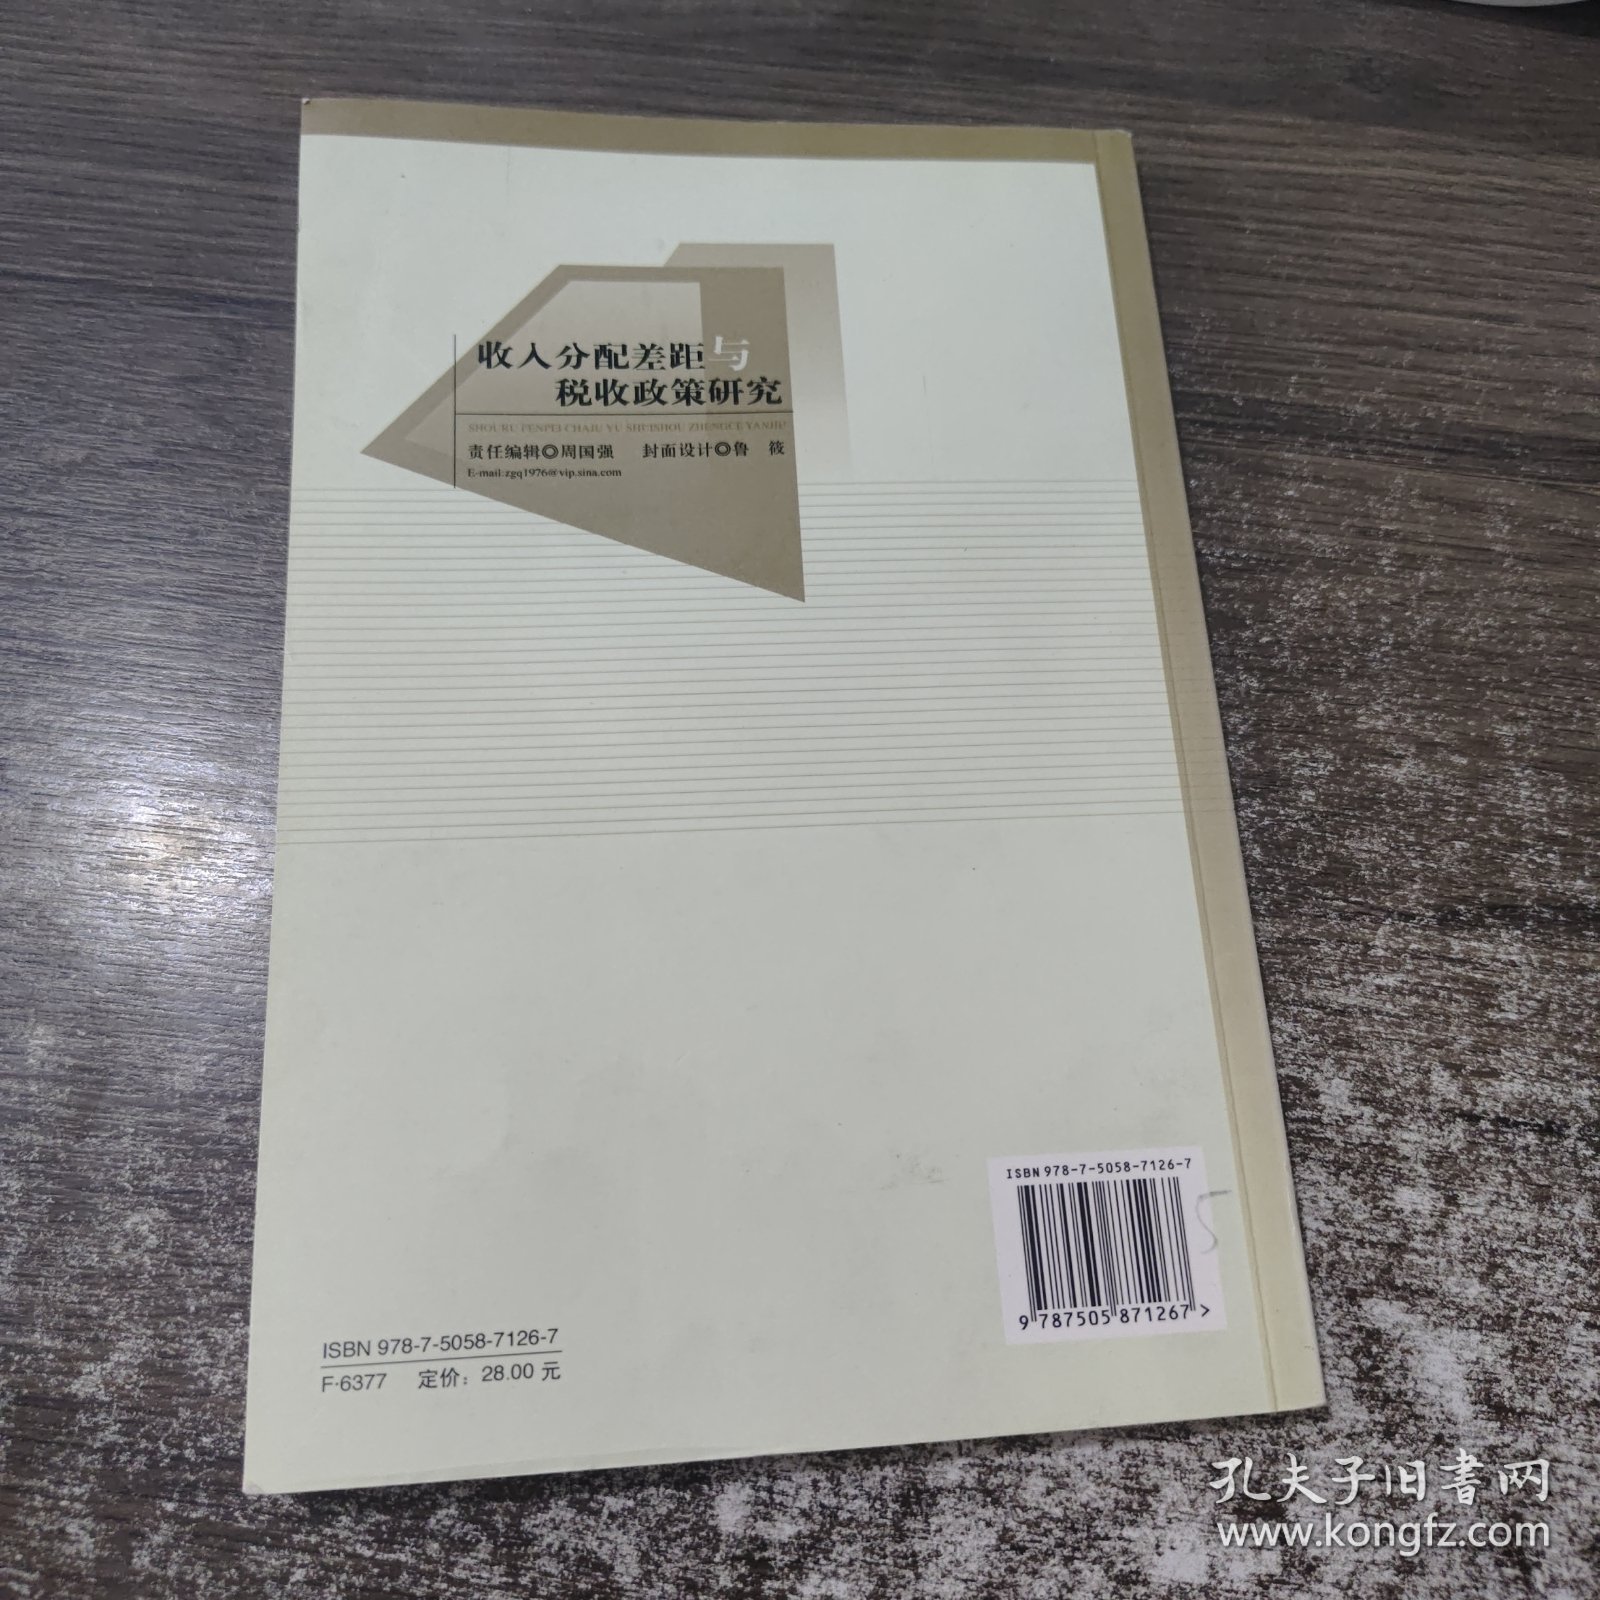 收入分配差距与
税收政策研究
SHOURU FENPEI CHAJU YU SHUISHOU ZHENGCE YANJIU
责任编辑◎周国强 封面设计◎鲁 筱
E-mail:zgq1976@vip.sina.com
ISBN 978-7-5058-7126-7
5
9 787505 871267 >
ISBN 978-7-5058-7126-7
F·6377 定价：28.00 元
孔夫子旧书网
www.kongfz.com